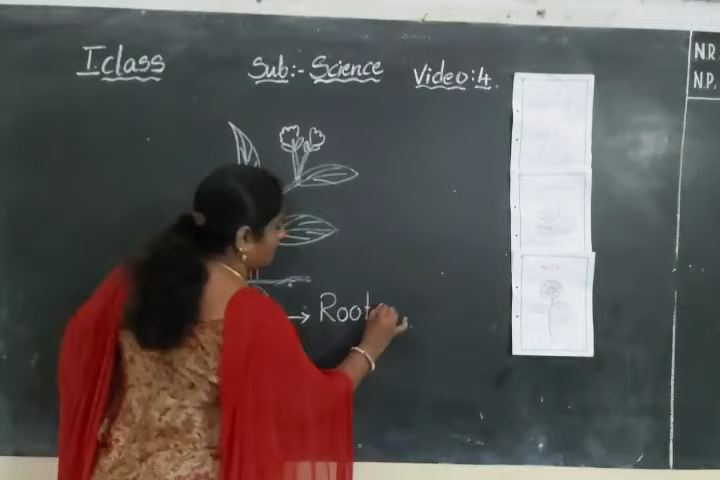 I class
Sub:- Science
Video:4
N.R
N.P.
→ Root